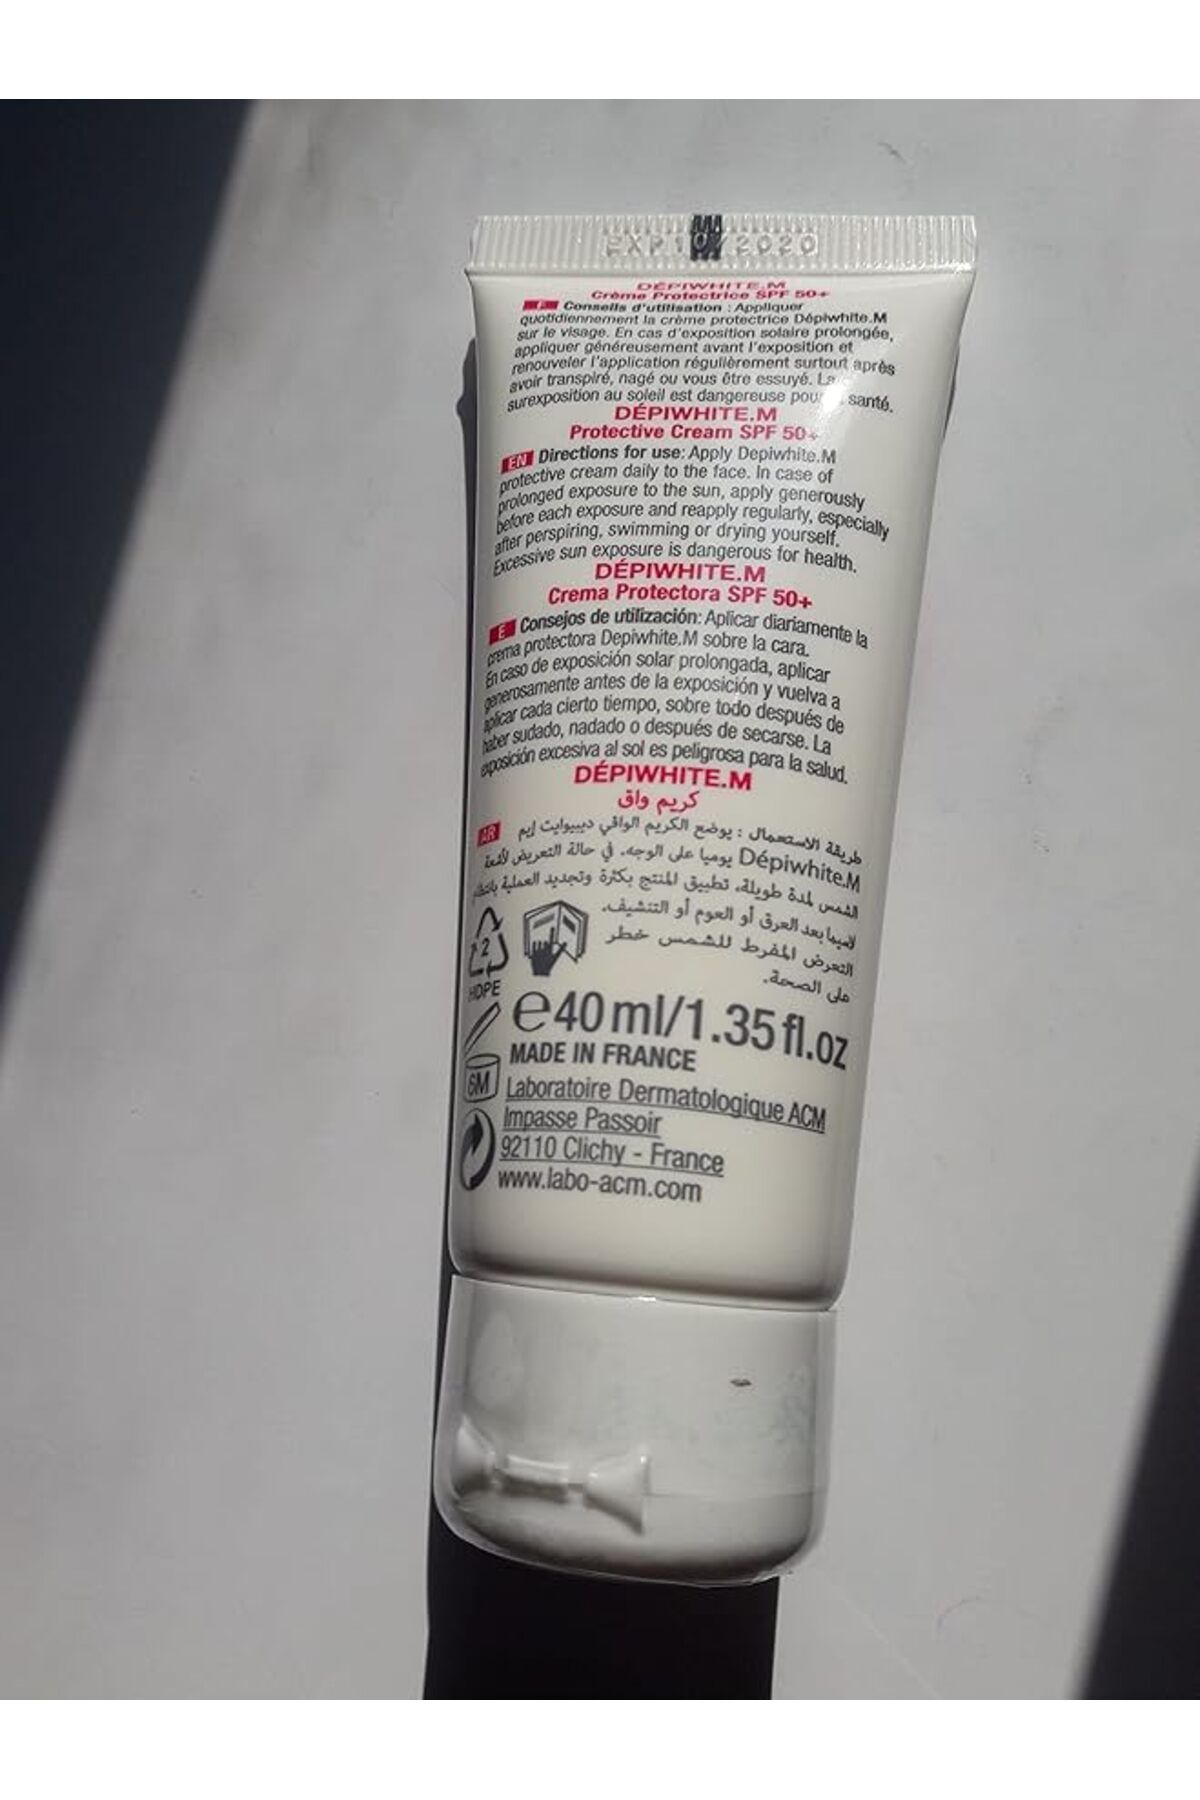 EXP 10/2020
DÉPIWHITE.M
Crème Protectrice SPF 50+
F Conseils d'utilisation : Appliquer
quotidiennement la crème protectrice Dépiwhite.M
sur le visage. En cas d'exposition solaire prolongée,
appliquer généreusement avant l'exposition et
renouveler l'application régulièrement surtout après
avoir transpiré, nagé ou vous être essuyé. La
surexposition au soleil est dangereuse pour santé.
DÉPIWHITE.M
Protective Cream SPF 50+
EN Directions for use: Apply Depiwhite.M
protective cream daily to the face. In case of
prolonged exposure to the sun, apply generously
before each exposure and reapply regularly, especially
after perspiring, swimming or drying yourself.
Excessive sun exposure is dangerous for health.
DÉPIWHITE.M
Crema Protectora SPF 50+
E Consejos de utilización: Aplicar diariamente la
crema protectora Depiwhite.M sobre la cara.
En caso de exposición solar prolongada, aplicar
generosamente antes de la exposición y vuelva a
aplicar cada cierto tiempo, sobre todo después de
haber sudado, nadado o después de secarse. La
exposición excesiva al sol es peligrosa para la salud.
DÉPIWHITE.M
كريم واق
AR طريقة الاستعمال : يوضع الكريم الواقي ديبيوايت إيم
Dépiwhite.M يوميا على الوجه. في حالة التعريض لأشعة
الشمس لمدة طويلة، تطبيق المنتج بكثرة وتجديد العملية بانتظام
لاسيما بعد العرق أو العوم أو التنشيف.
التعرض المفرط للشمس خطر
على الصحة.
2
HDPE
e40 ml/1.35 fl.oz
MADE IN FRANCE
6M
Laboratoire Dermatologique ACM
Impasse Passoir
92110 Clichy - France
www.labo-acm.com